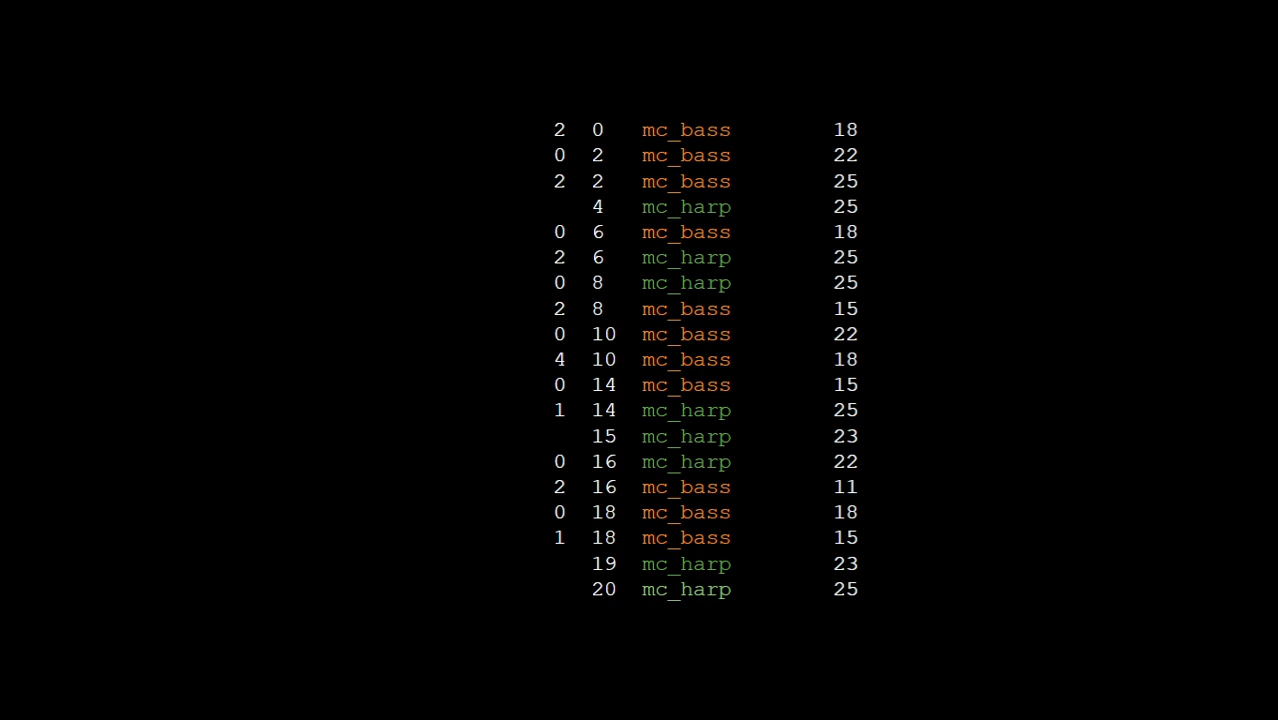 2 0 mc_bass 18
0 2 mc_bass 22
2 2 mc_bass 25
4 mc_harp 25
0 6 mc_bass 18
2 6 mc_harp 25
0 8 mc_harp 25
2 8 mc_bass 15
0 10 mc_bass 22
4 10 mc_bass 18
0 14 mc_bass 15
1 14 mc_harp 25
15 mc_harp 23
0 16 mc_harp 22
2 16 mc_bass 11
0 18 mc_bass 18
1 18 mc_bass 15
19 mc_harp 23
20 mc_harp 25